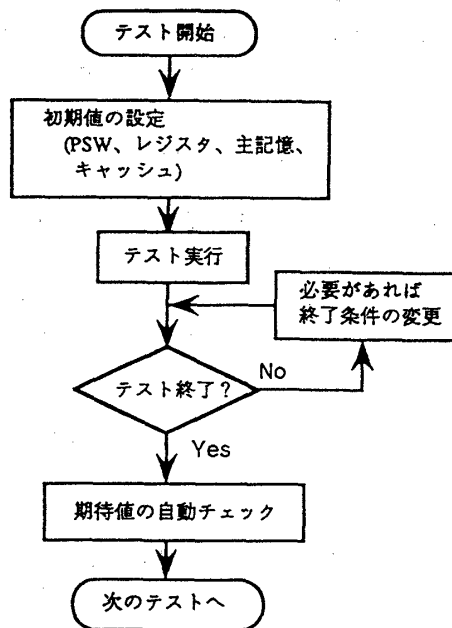 テスト開始
初期値の設定
(PSW、レジスタ、主記憶、
キャッシュ)
テスト実行
必要があれば
終了条件の変更
テスト終了？
No
Yes
期待値の自動チェック
次のテストへ